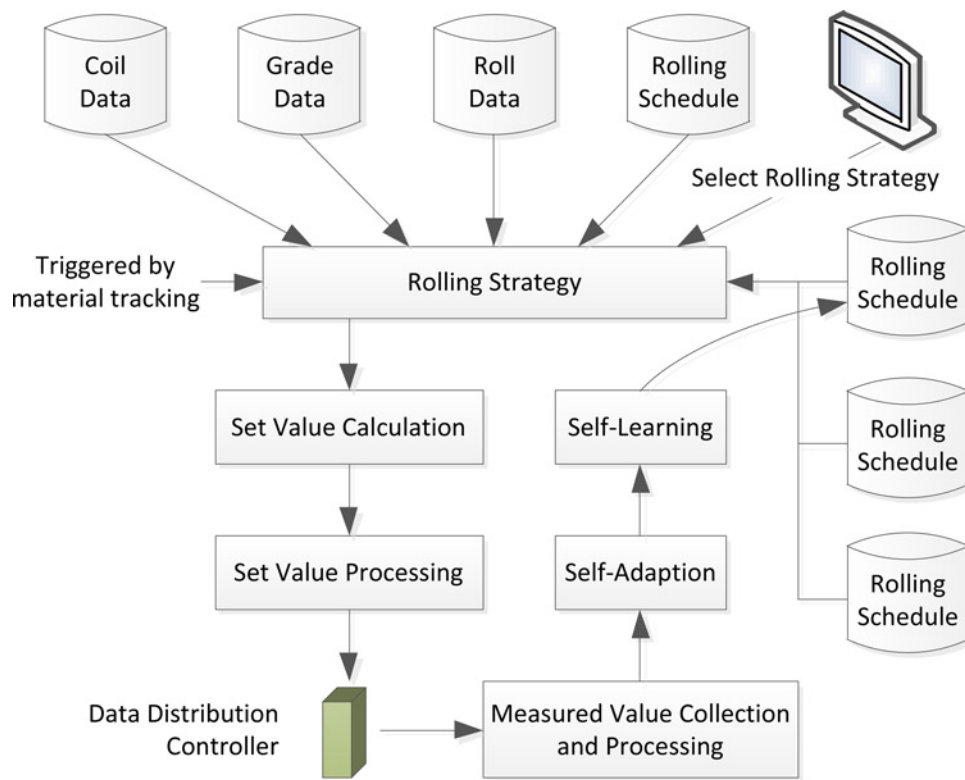 Coil
Data
Grade
Data
Roll
Data
Rolling
Schedule
Select Rolling Strategy
Triggered by
material tracking
Rolling Strategy
Rolling
Schedule
Set Value Calculation
Self-Learning
Rolling
Schedule
Set Value Processing
Self-Adaption
Rolling
Schedule
Data Distribution
Controller
Measured Value Collection
and Processing